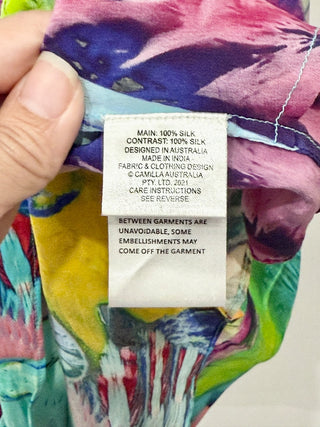 MAIN: 100% SILK
CONTRAST: 100% SILK
DESIGNED IN AUSTRALIA
MADE IN INDIA
FABRIC & CLOTHING DESIGN
© CAMILLA AUSTRALIA
PTY. LTD. 2021
CARE INSTRUCTIONS
SEE REVERSE
BETWEEN GARMENTS ARE
UNAVOIDABLE, SOME
EMBELLISHMENTS MAY
COME OFF THE GARMENT